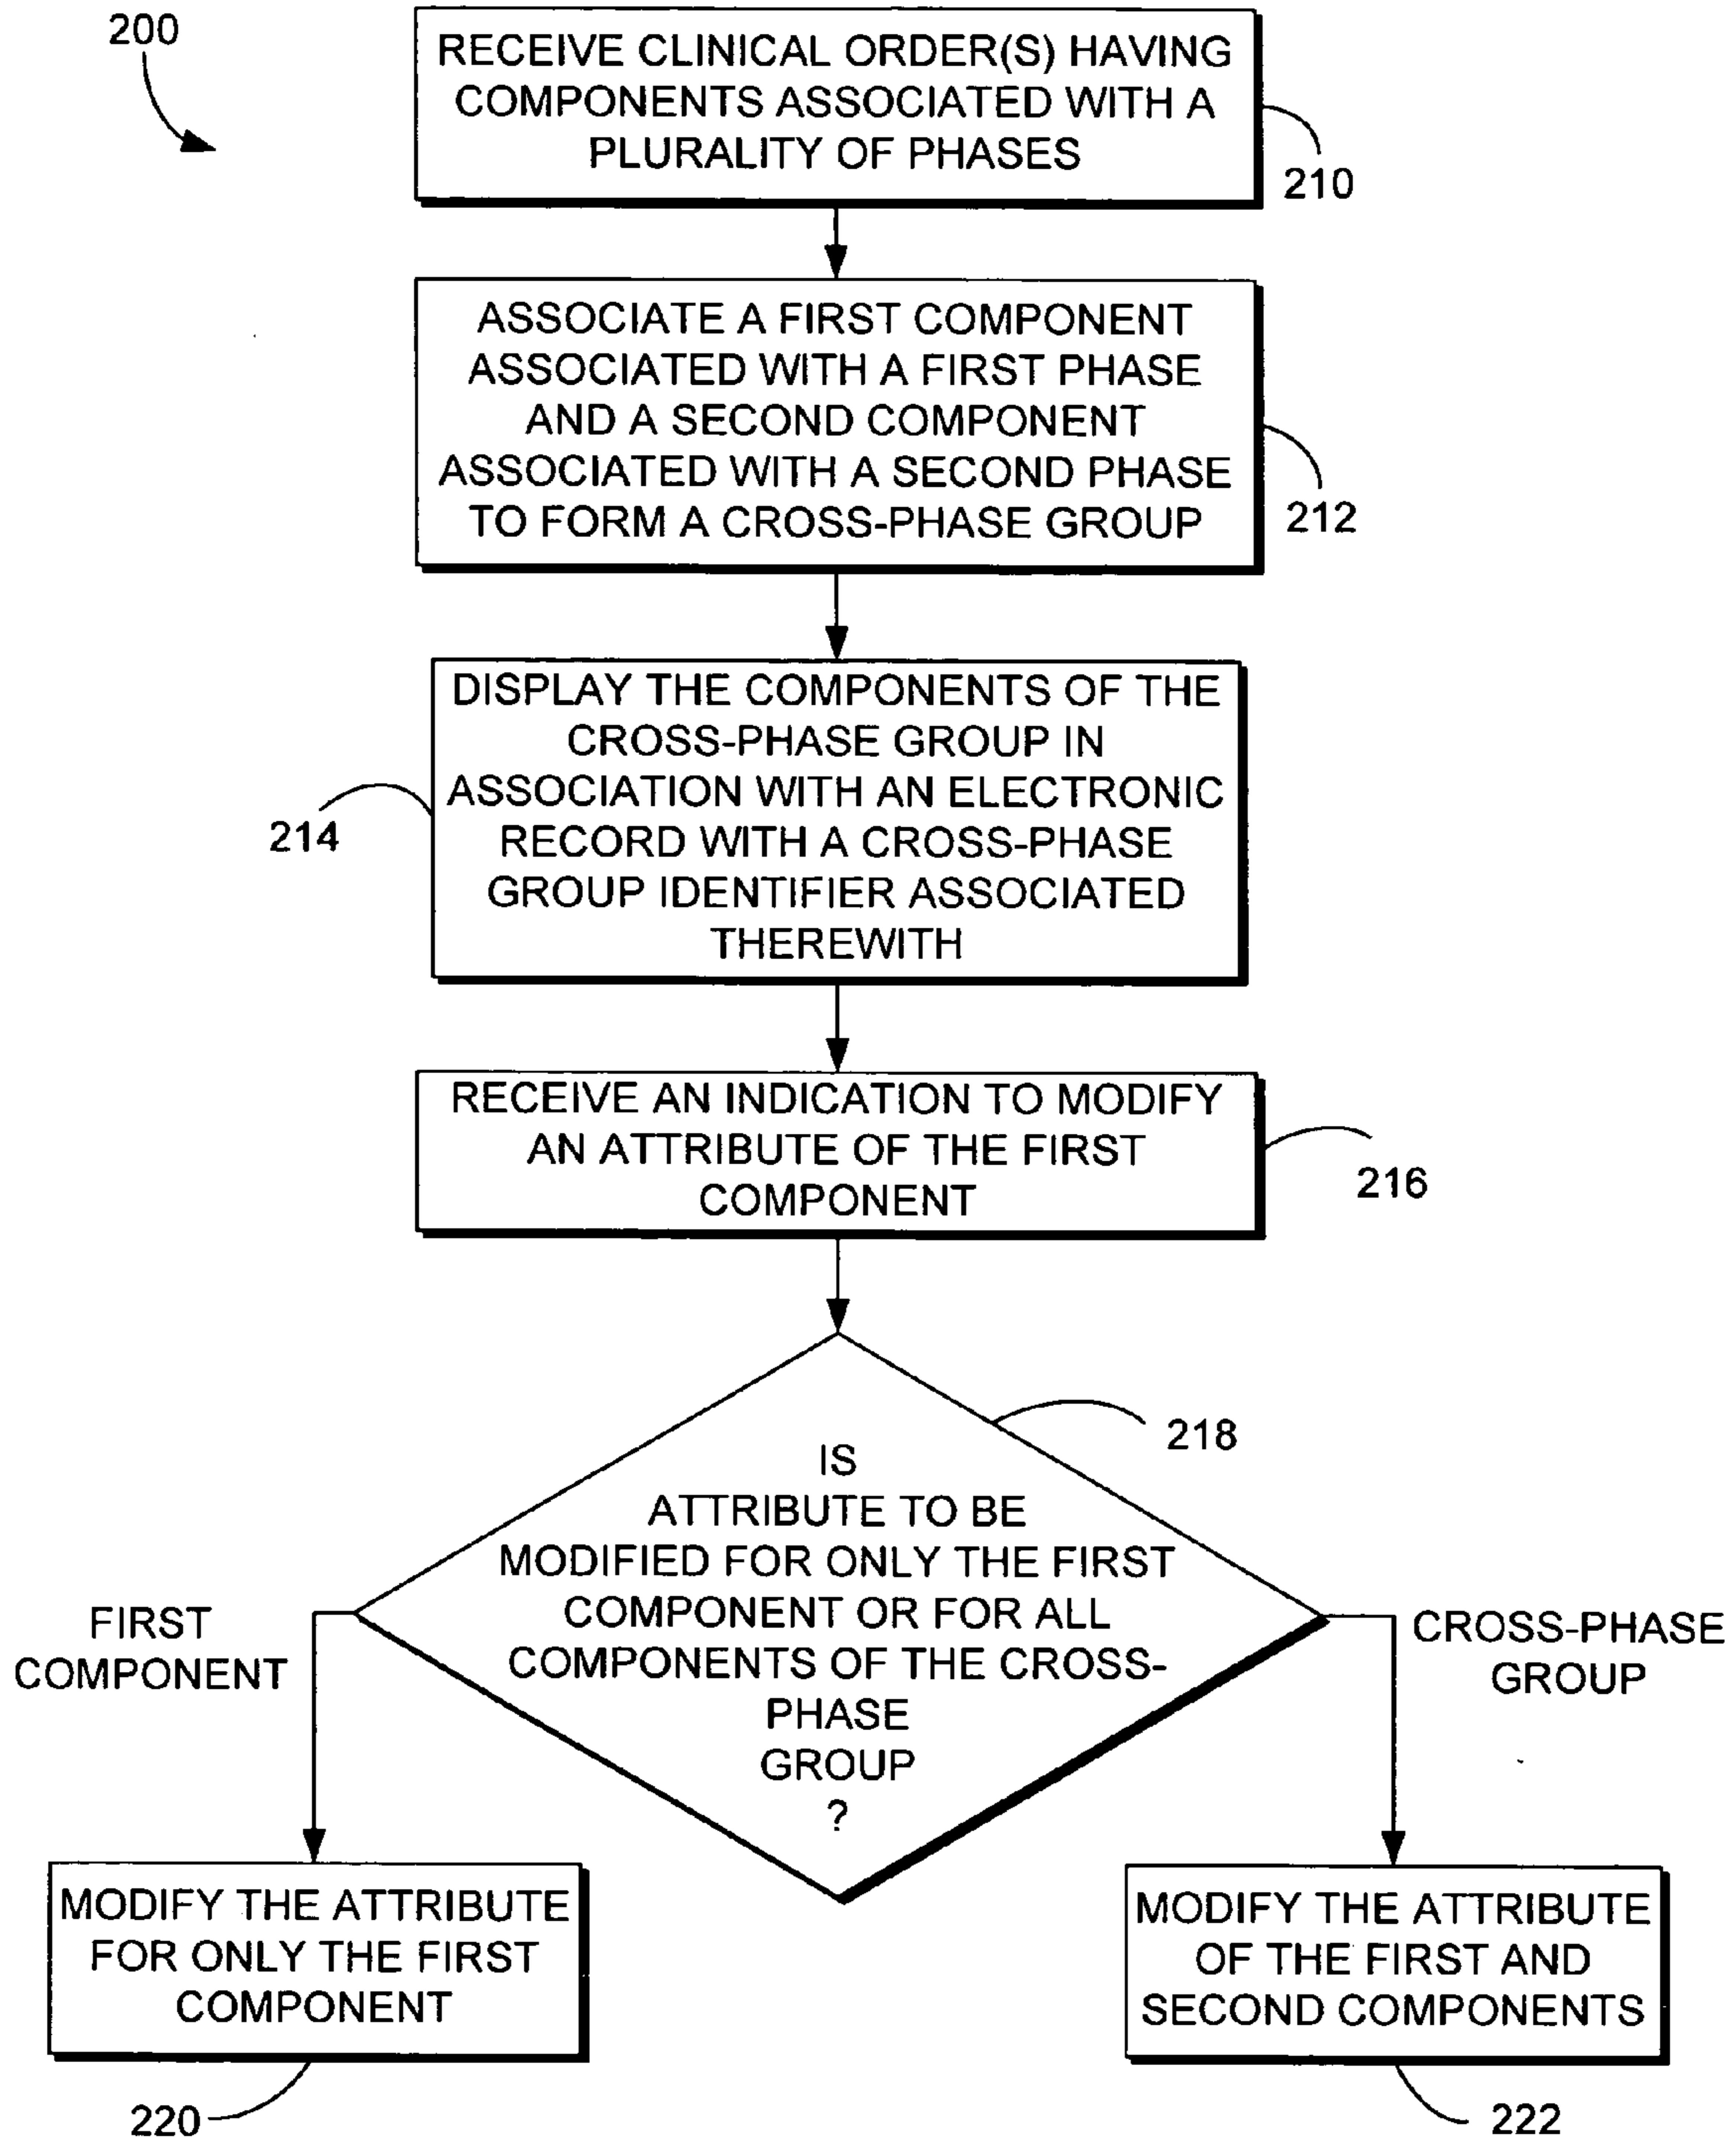 200
RECEIVE CLINICAL ORDER(S) HAVING
COMPONENTS ASSOCIATED WITH A
PLURALITY OF PHASES
210
ASSOCIATE A FIRST COMPONENT
ASSOCIATED WITH A FIRST PHASE
AND A SECOND COMPONENT
ASSOCIATED WITH A SECOND PHASE
TO FORM A CROSS-PHASE GROUP
212
DISPLAY THE COMPONENTS OF THE
CROSS-PHASE GROUP IN
ASSOCIATION WITH AN ELECTRONIC
RECORD WITH A CROSS-PHASE
GROUP IDENTIFIER ASSOCIATED
THEREWITH
214
RECEIVE AN INDICATION TO MODIFY
AN ATTRIBUTE OF THE FIRST
COMPONENT
216
IS
ATTRIBUTE TO BE
MODIFIED FOR ONLY THE FIRST
COMPONENT OR FOR ALL
COMPONENTS OF THE CROSS-
PHASE
GROUP
?
218
FIRST
COMPONENT
CROSS-PHASE
GROUP
MODIFY THE ATTRIBUTE
FOR ONLY THE FIRST
COMPONENT
220
MODIFY THE ATTRIBUTE
OF THE FIRST AND
SECOND COMPONENTS
222